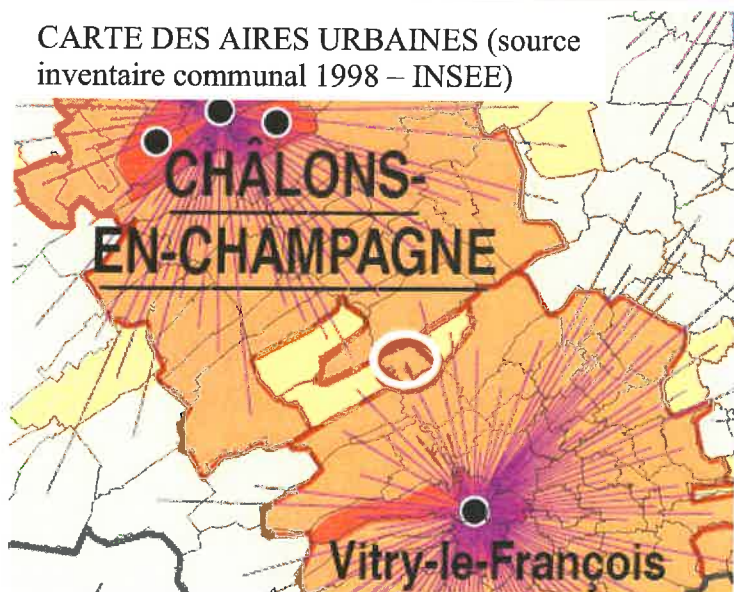 CARTE DES AIRES URBAINES (source
inventaire communal 1998 – INSEE)
CHÂLONS-
EN-CHAMPAGNE
Vitry-le-François